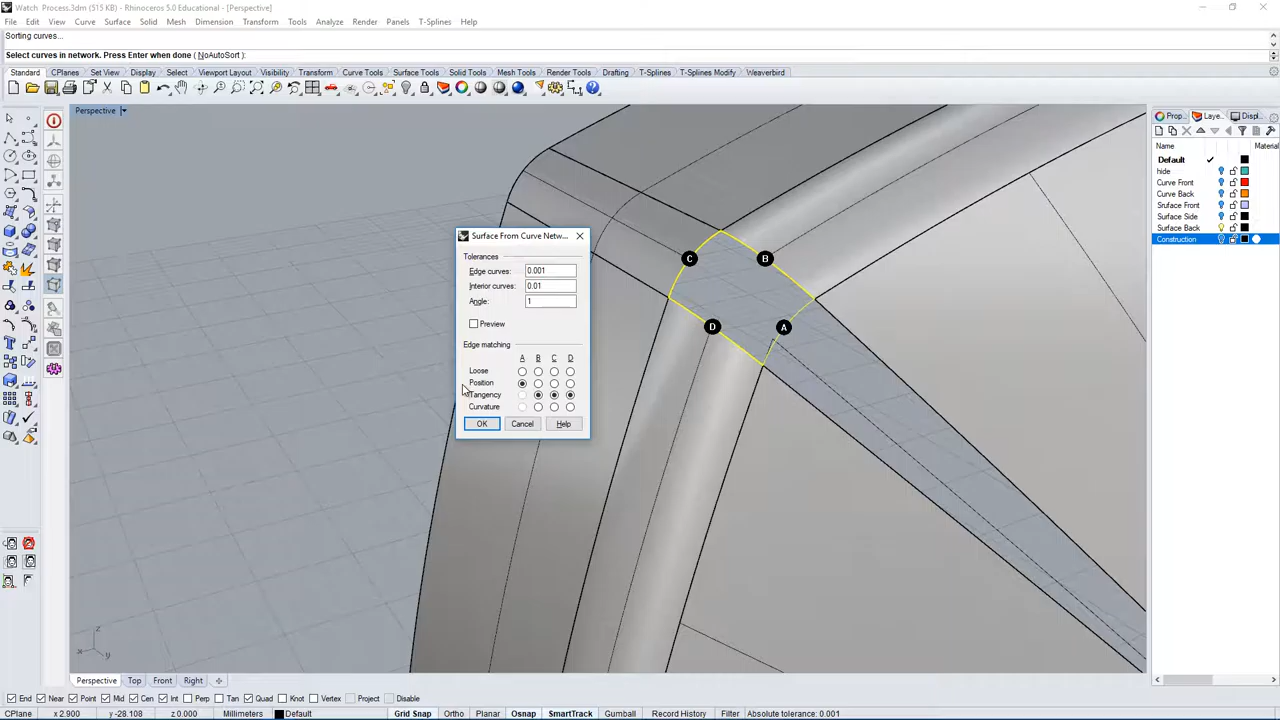 Watch Process.3dm (515 KB) - Rhinoceros 5.0 Educational - [Perspective]
File Edit View Curve Surface Solid Mesh Dimension Transform Tools Analyze Render Panels T-Splines Help
Sorting curves...
Select curves in network. Press Enter when done ( NoAutoSort ):
Standard CPlanes Set View Display Select Viewport Layout Visibility Transform Curve Tools Surface Tools Solid Tools Mesh Tools Render Tools Drafting T-Splines T-Splines Modify Weaverbird
Perspective
Prop... Laye... Displ...
Name Material
Default
hide
Curve Front
Curve Back
Sruface Front
Surface Side
Surface Back
Construction
C B
D A
Surface From Curve Netw...
Tolerances
Edge curves: 0.001
Interior curves: 0.01
Angle: 1
Preview
Edge matching
A B C D
Loose
Position
Tangency
Curvature
OK Cancel Help
z
x y
Perspective Top Front Right
End Near Point Mid Cen Int Perp Tan Quad Knot Vertex Project Disable
CPlane x 2.900 y -28.108 z 0.000 Millimeters Default Grid Snap Ortho Planar Osnap SmartTrack Gumball Record History Filter Absolute tolerance: 0.001